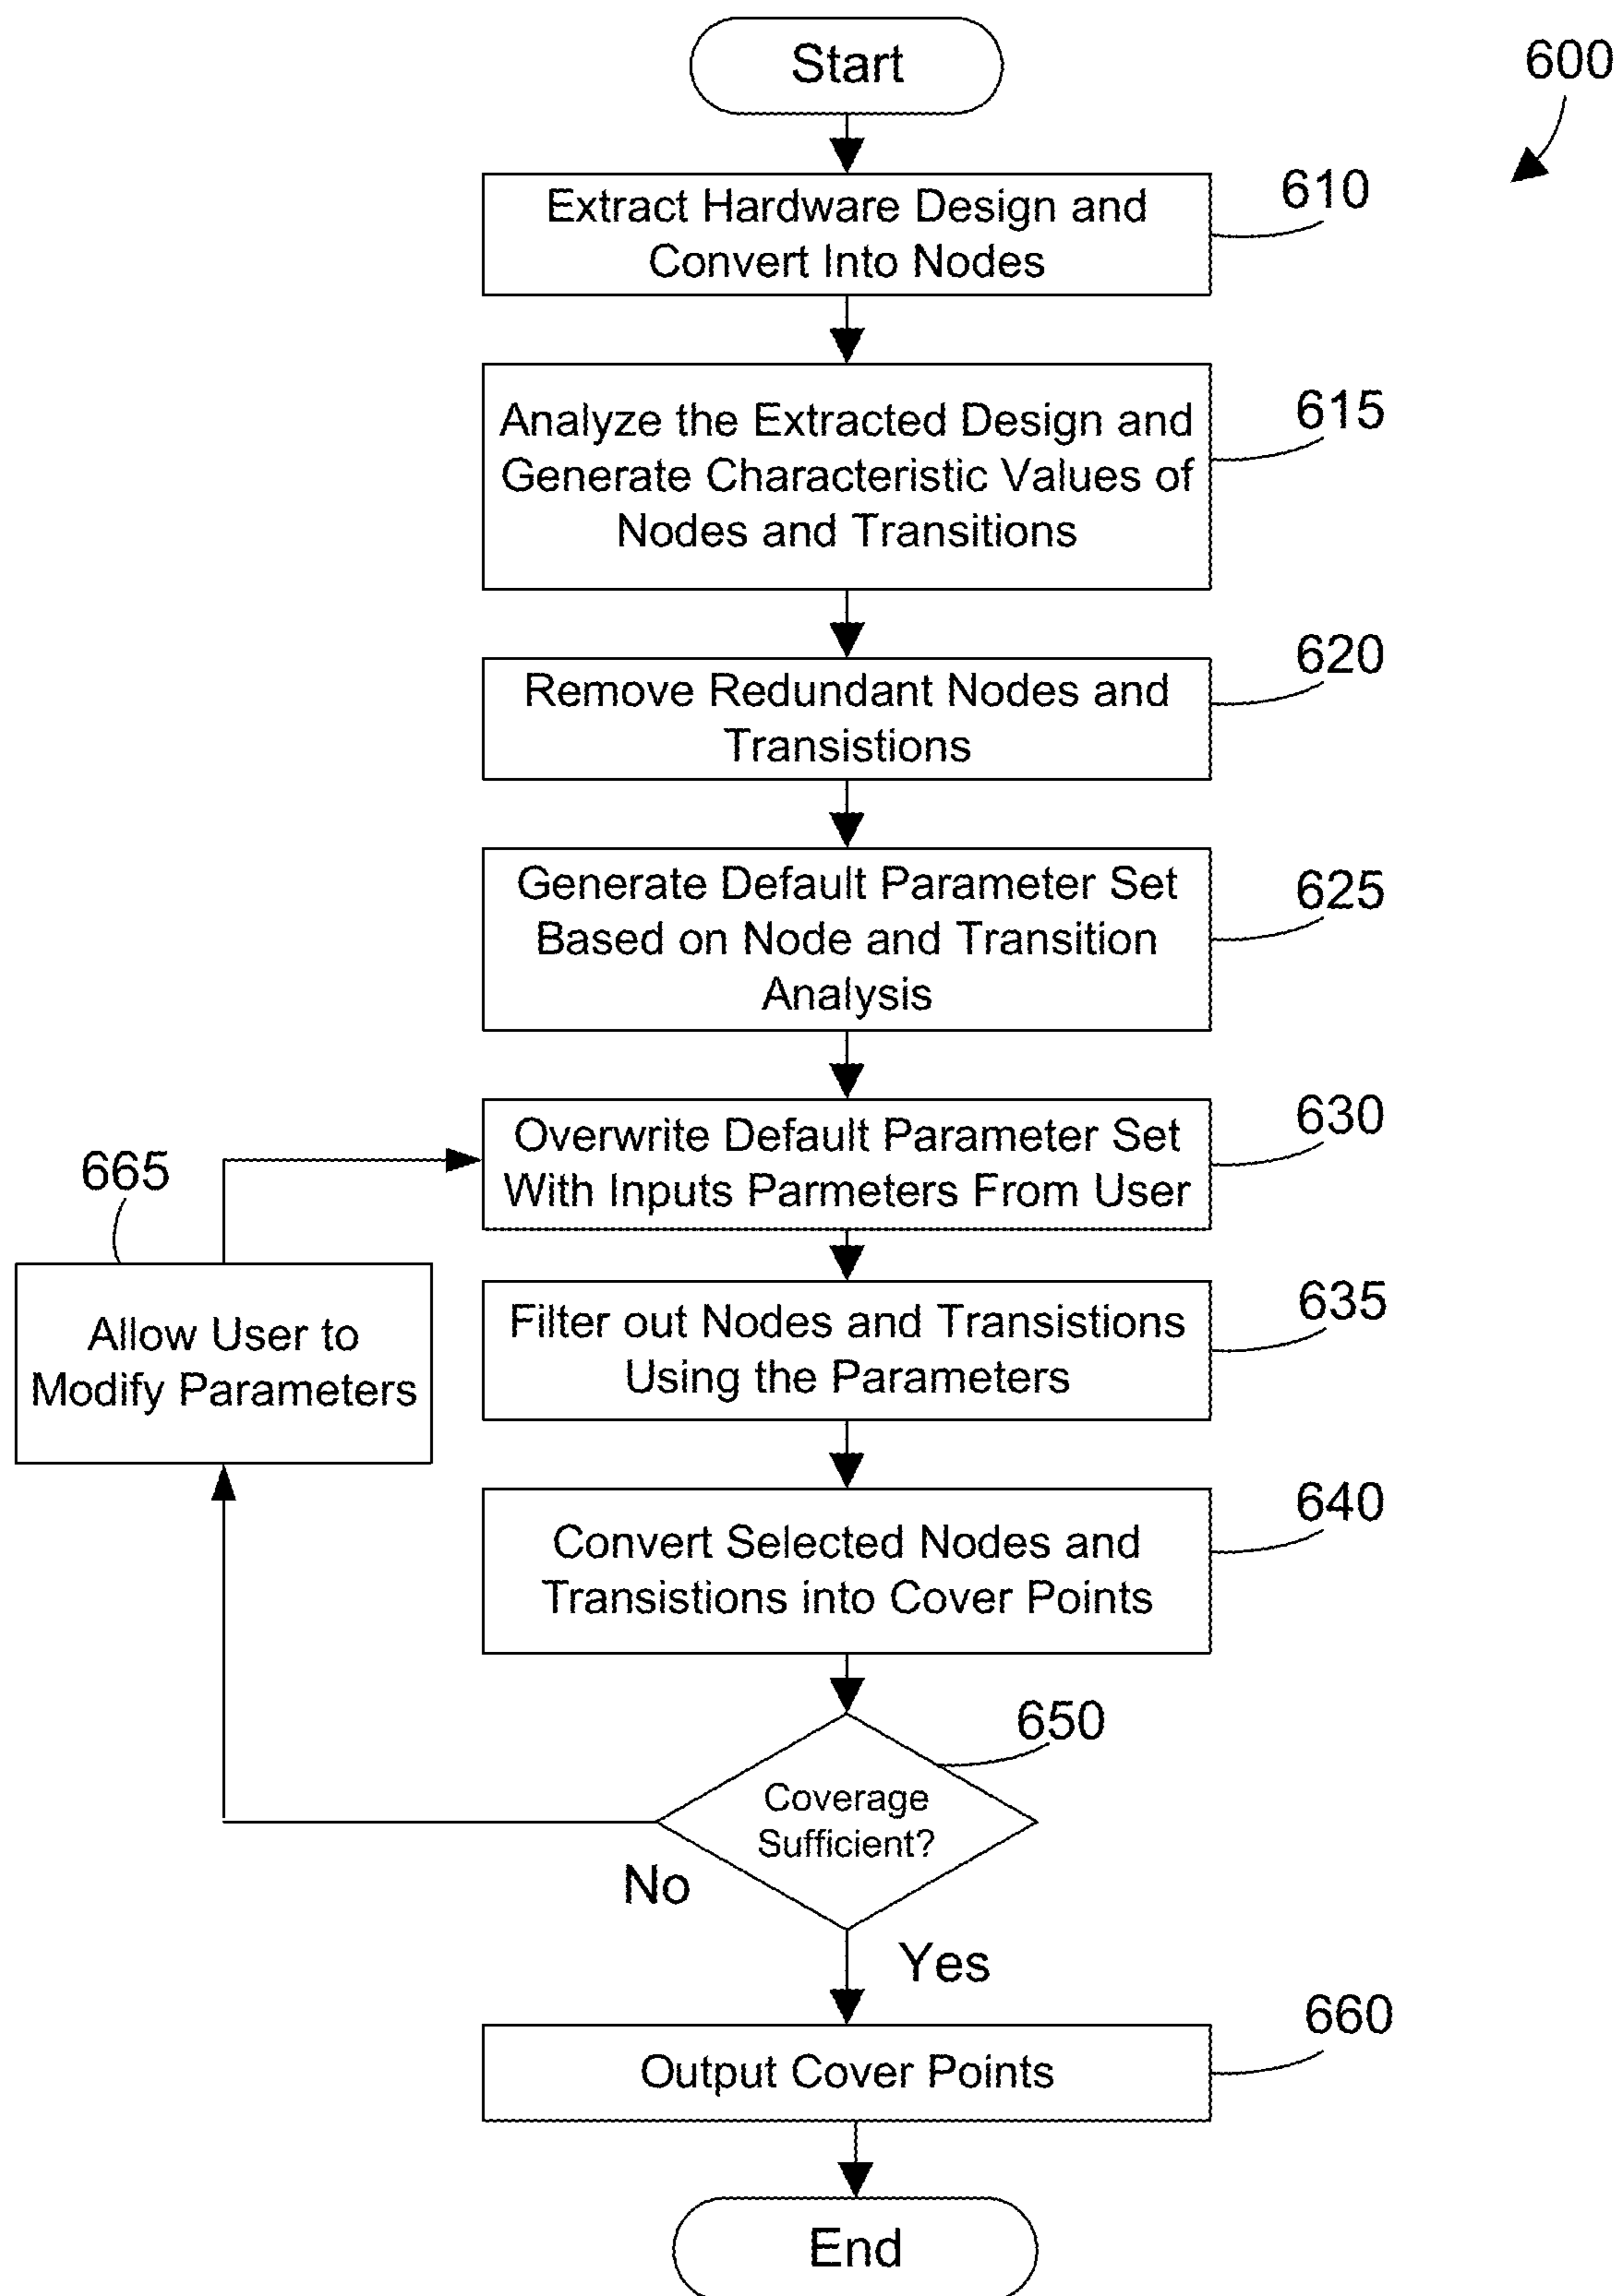 Start
600
Extract Hardware Design and
Convert Into Nodes
610
Analyze the Extracted Design and
Generate Characteristic Values of
Nodes and Transitions
615
Remove Redundant Nodes and
Transistions
620
Generate Default Parameter Set
Based on Node and Transition
Analysis
625
Overwrite Default Parameter Set
With Inputs Parmeters From User
630
665
Allow User to
Modify Parameters
Filter out Nodes and Transistions
Using the Parameters
635
Convert Selected Nodes and
Transistions into Cover Points
640
650
Coverage
Sufficient?
No
Yes
Output Cover Points
660
End